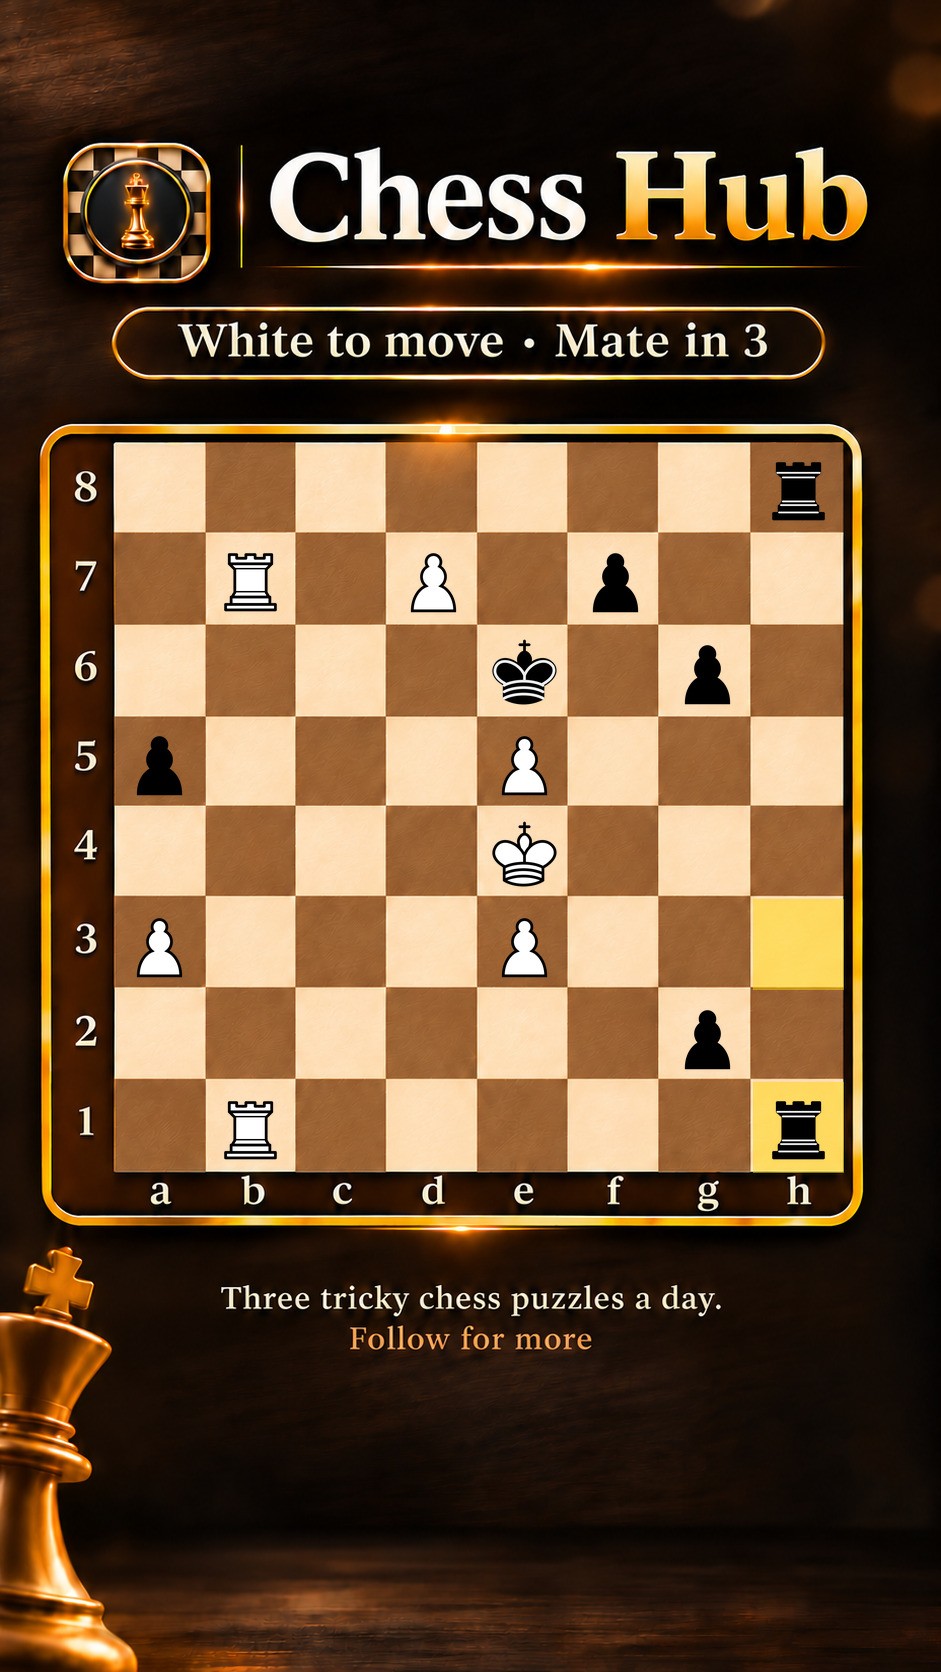 Chess Hub
White to move • Mate in 3
8
7
6
5
4
3
2
1
a b c d e f g h
Three tricky chess puzzles a day.
Follow for more